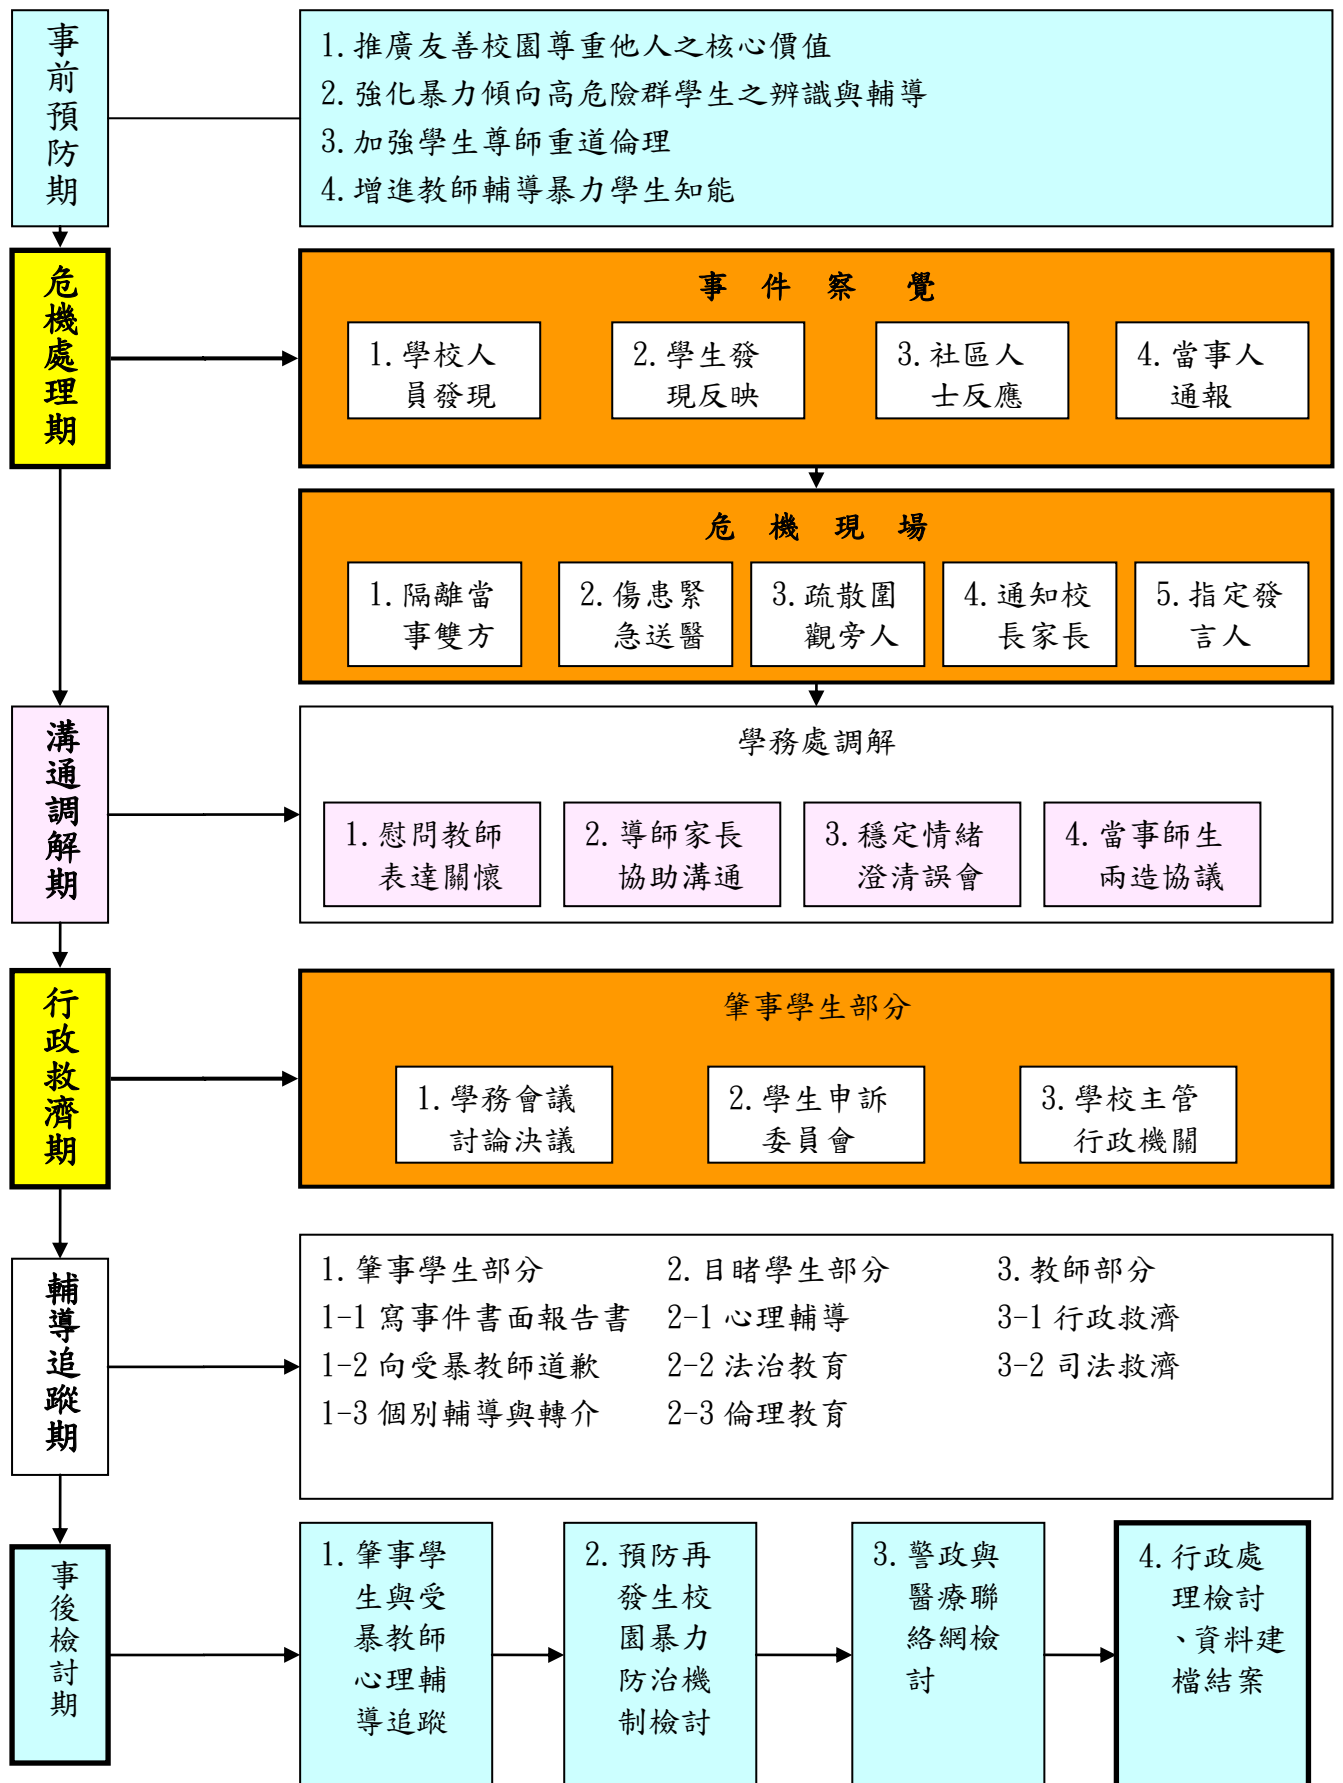 事前預防期
1.推廣友善校園尊重他人之核心價值
2.強化暴力傾向高危險群學生之辨識與輔導
3.加強學生尊師重道倫理
4.增進教師輔導暴力學生知能
危機處理期
事件察覺
1.學校人
員發現
2.學生發
現反映
3.社區人
士反應
4.當事人
通報
危機現場
1.隔離當
事雙方
2.傷患緊
急送醫
3.疏散圍
觀旁人
4.通知校
長家長
5.指定發
言人
溝通調解期
學務處調解
1.慰問教師
表達關懷
2.導師家長
協助溝通
3.穩定情緒
澄清誤會
4.當事師生
兩造協議
行政救濟期
肇事學生部分
1.學務會議
討論決議
2.學生申訴
委員會
3.學校主管
行政機關
輔導追蹤期
1.肇事學生部分
1-1 寫事件書面報告書
1-2 向受暴教師道歉
1-3 個別輔導與轉介
2.目睹學生部分
2-1 心理輔導
2-2 法治教育
2-3 倫理教育
3.教師部分
3-1 行政救濟
3-2 司法救濟
事後檢討期
1.肇事學
生與受
暴教師
心理輔
導追蹤
2.預防再
發生校
園暴力
防治機
制檢討
3.警政與
醫療聯
絡網檢
討
4.行政處
理檢討
、資料建
檔結案